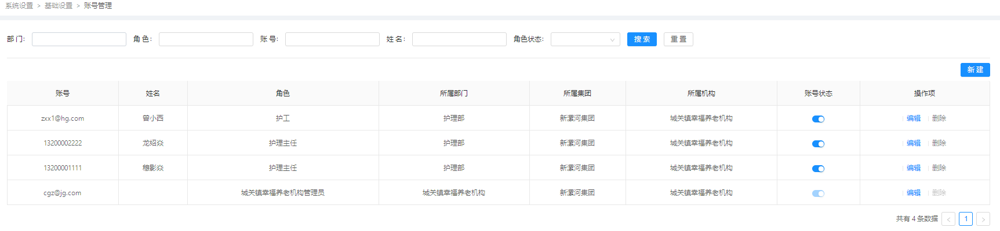 系统设置 > 基础设置 > 账号管理
部门: 角色: 账号: 姓名: 角色状态: 搜索 重置
新建
账号 姓名 角色 所属部门 所属集团 所属机构 账号状态 操作项
zxx1@hg.com 曾小西 护工 护理部 新漯河集团 城关镇幸福养老机构 编辑 删除
13200002222 龙绍焱 护理主任 护理部 新漯河集团 城关镇幸福养老机构 编辑 删除
13200001111 穆影焱 护理主任 护理部 新漯河集团 城关镇幸福养老机构 编辑 删除
cgz@jg.com 城关镇幸福养老机构管理员 城关镇幸福养老机构 新漯河集团 城关镇幸福养老机构 编辑 删除
共有 4 条数据 < 1 >